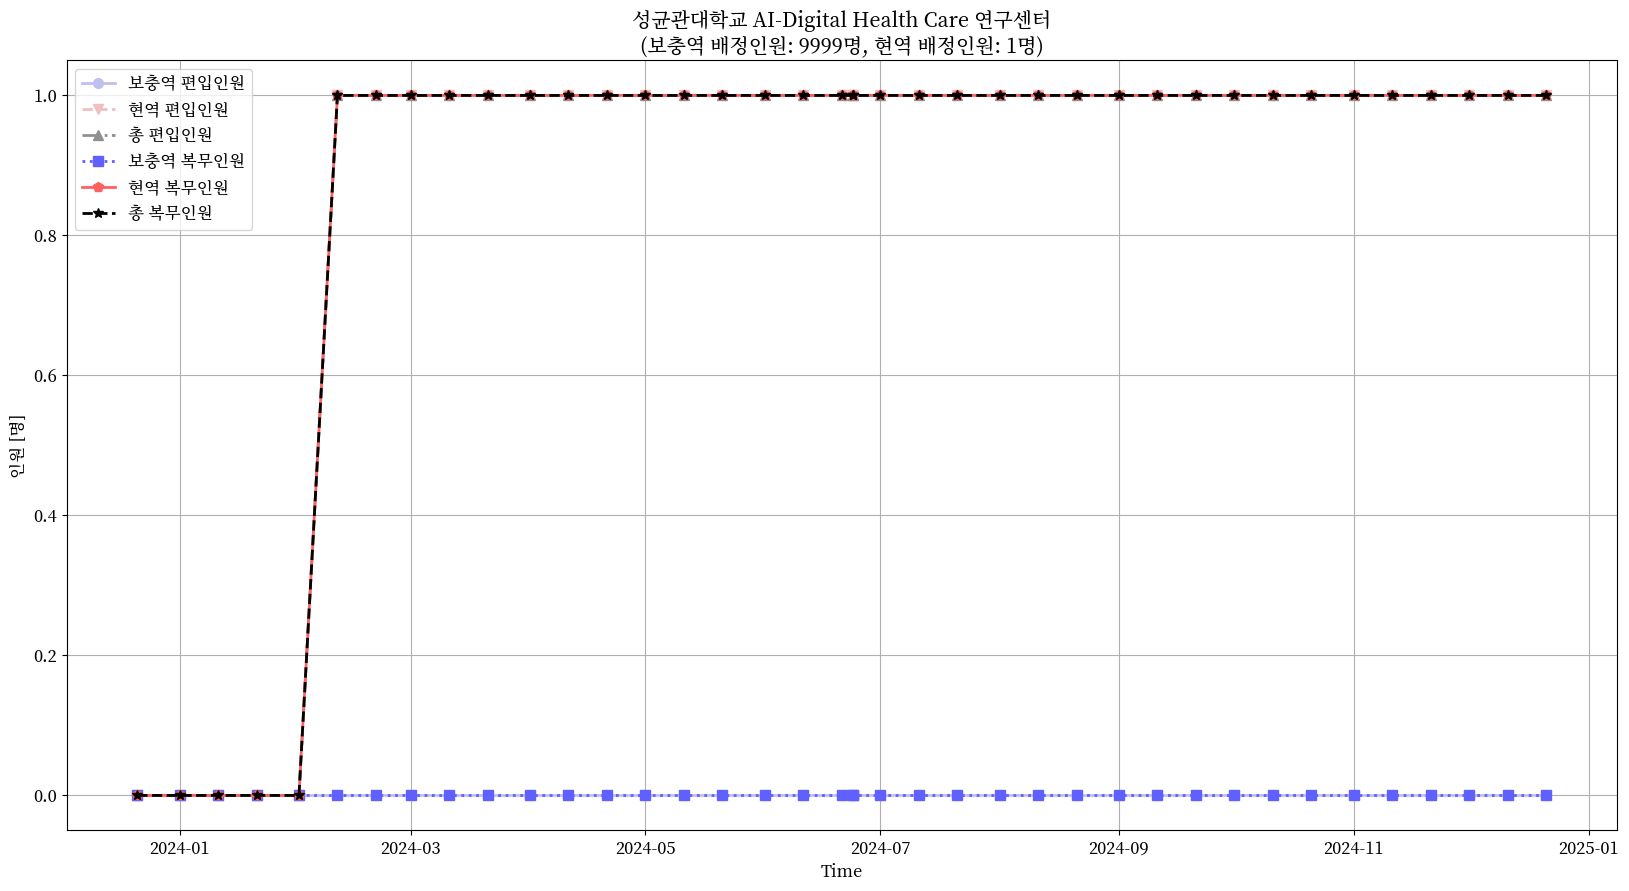 성균관대학교 AI-Digital Health Care 연구센터
(보충역 배정인원: 9999명, 현역 배정인원: 1명)
보충역 편입인원
현역 편입인원
총 편입인원
보충역 복무인원
현역 복무인원
총 복무인원
1.0
0.8
0.6
0.4
0.2
0.0
인원 [명]
2024-01 2024-03 2024-05 2024-07 2024-09 2024-11 2025-01
Time